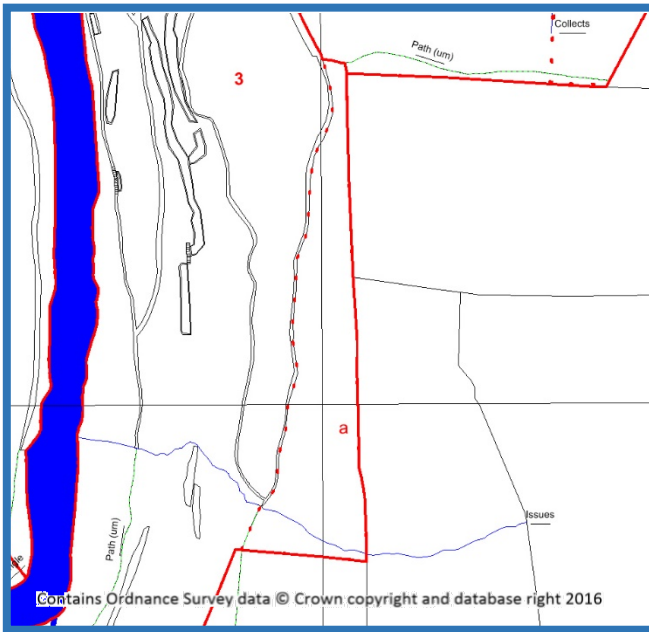 Collects
Path (um)
3
a
Issues
Path (um)
Contains Ordnance Survey data © Crown copyright and database right 2016